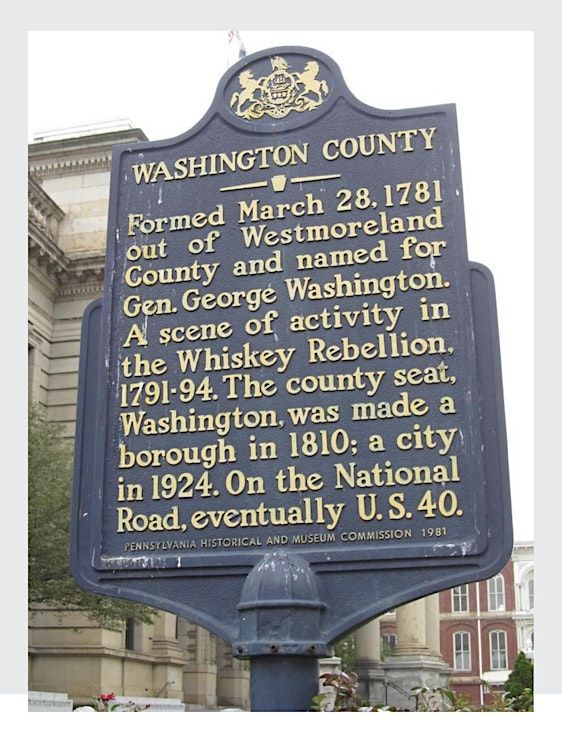 WASHINGTON COUNTY
Formed March 28, 1781
out of Westmoreland
County and named for
Gen. George Washington.
A scene of activity in
the Whiskey Rebellion,
1791-94. The county seat,
Washington, was made a
borough in 1810; a city
in 1924. On the National
Road, eventually U.S. 40.
PENNSYLVANIA HISTORICAL AND MUSEUM COMMISSION 1981